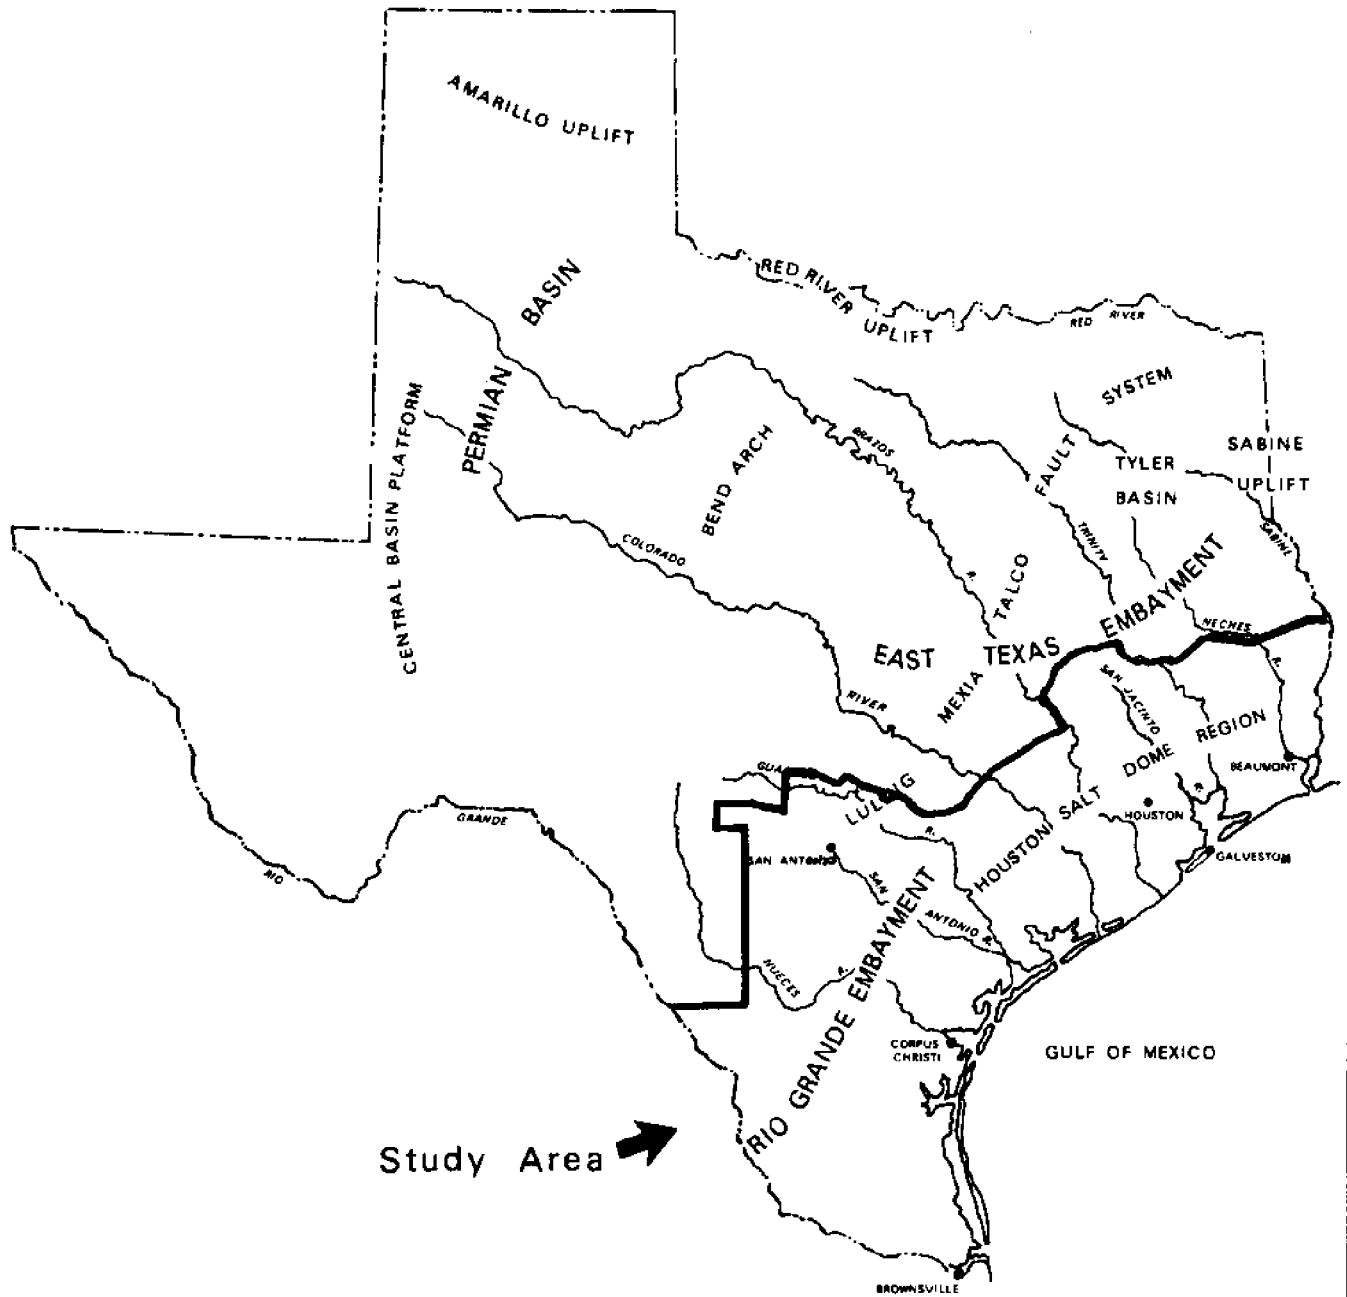 AMARILLO UPLIFT
RED RIVER UPLIFT
RED RIVER
PERMIAN BASIN
CENTRAL BASIN PLATFORM
BEND ARCH
BRAZOS R.
SYSTEM
FAULT
TALCO
MEXIA
LULING
TYLER
BASIN
SABINE
UPLIFT
SABINE
TRINITY
COLORADO
RIVER
EAST TEXAS EMBAYMENT
NECHES
R.
SAN JACINTO
R.
HOUSTON SALT DOME REGION
BEAUMONT
HOUSTON
GALVESTON
GUA
R.
SAN ANTONIO
SAN ANTONIO R.
NUECES R.
RIO GRANDE
RIO GRANDE EMBAYMENT
CORPUS
CHRISTI
GULF OF MEXICO
Study Area
BROWNSVILLE